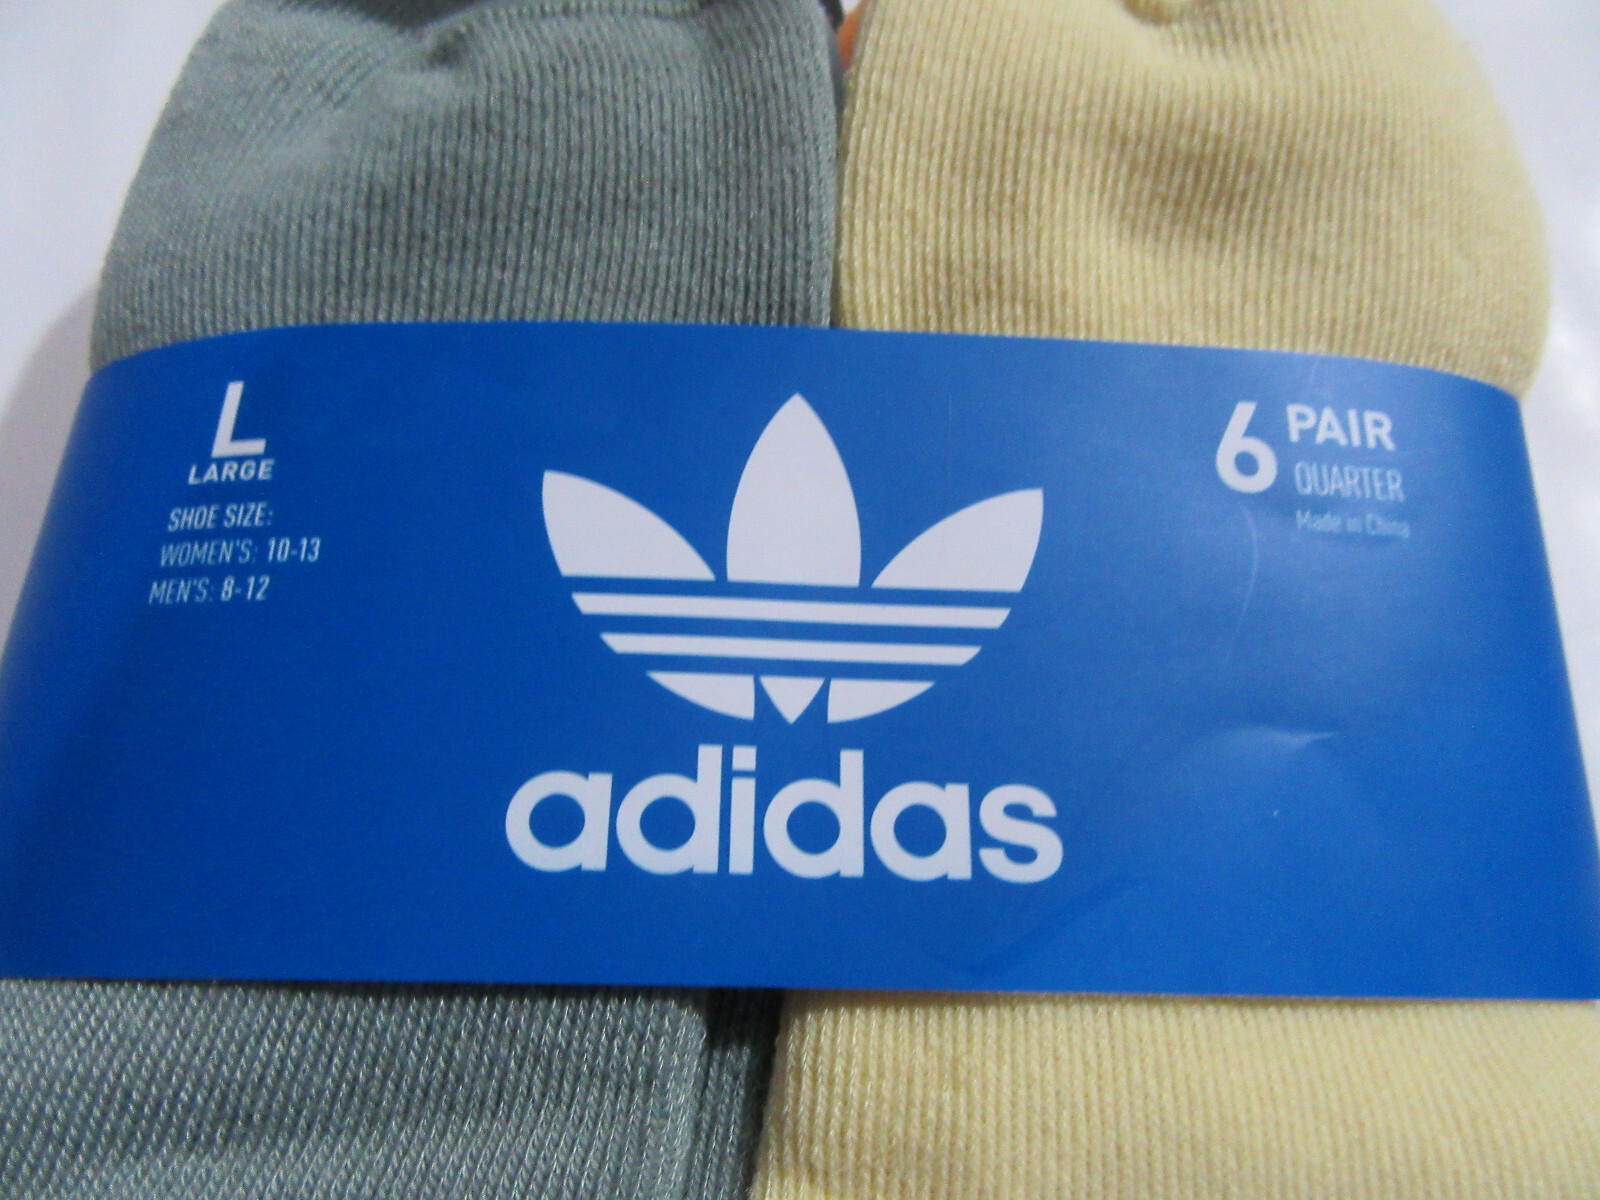 L
LARGE
SHOE SIZE:
WOMEN'S: 10-13
MEN'S: 8-12
6 PAIR
QUARTER
Made in China
adidas